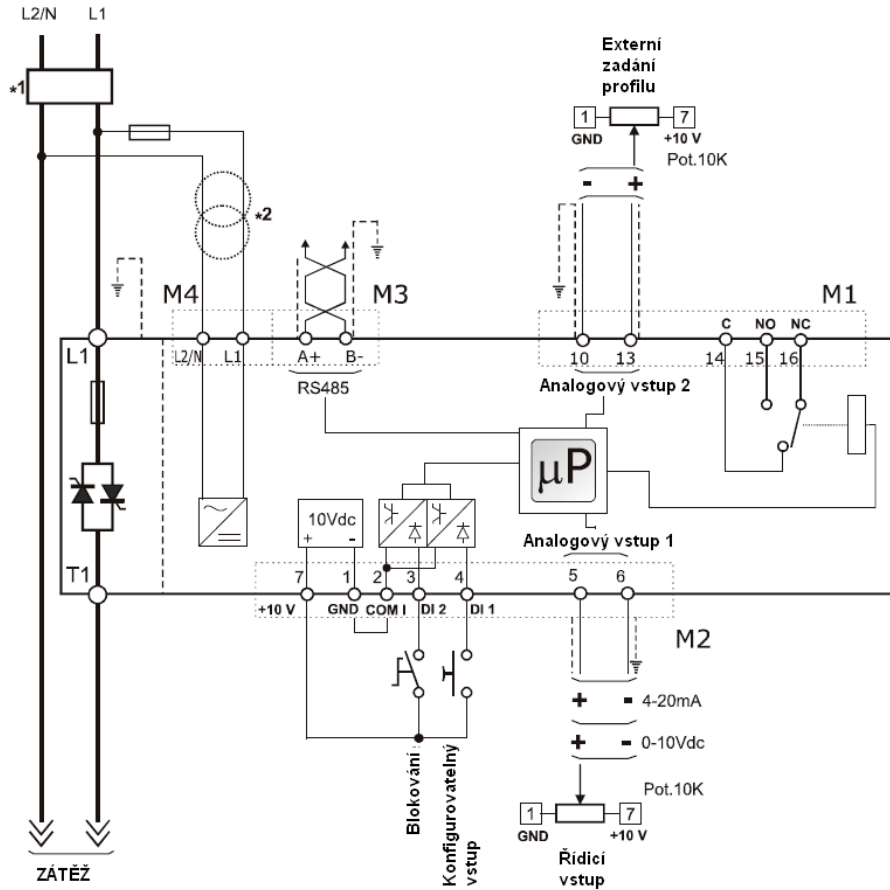 L2/N L1
*1
Externí
zadání
profilu
1 7
GND +10 V
Pot.10K
- +
*2
M4 M3 M1
C NO NC
L1 L2/N L1 A+ B- 10 13 14 15 16
RS485
Analogový vstup 2
µP
10Vdc
+ -
Analogový vstup 1
T1
7 1 2 3 4 5 6
+10 V GND COM I DI 2 DI 1
M2
+ - 4-20mA
+ - 0-10Vdc
Blokování
Konfigurovatelný
vstup
Pot.10K
1 7
GND +10 V
Řídicí
vstup
ZÁTĚŽ